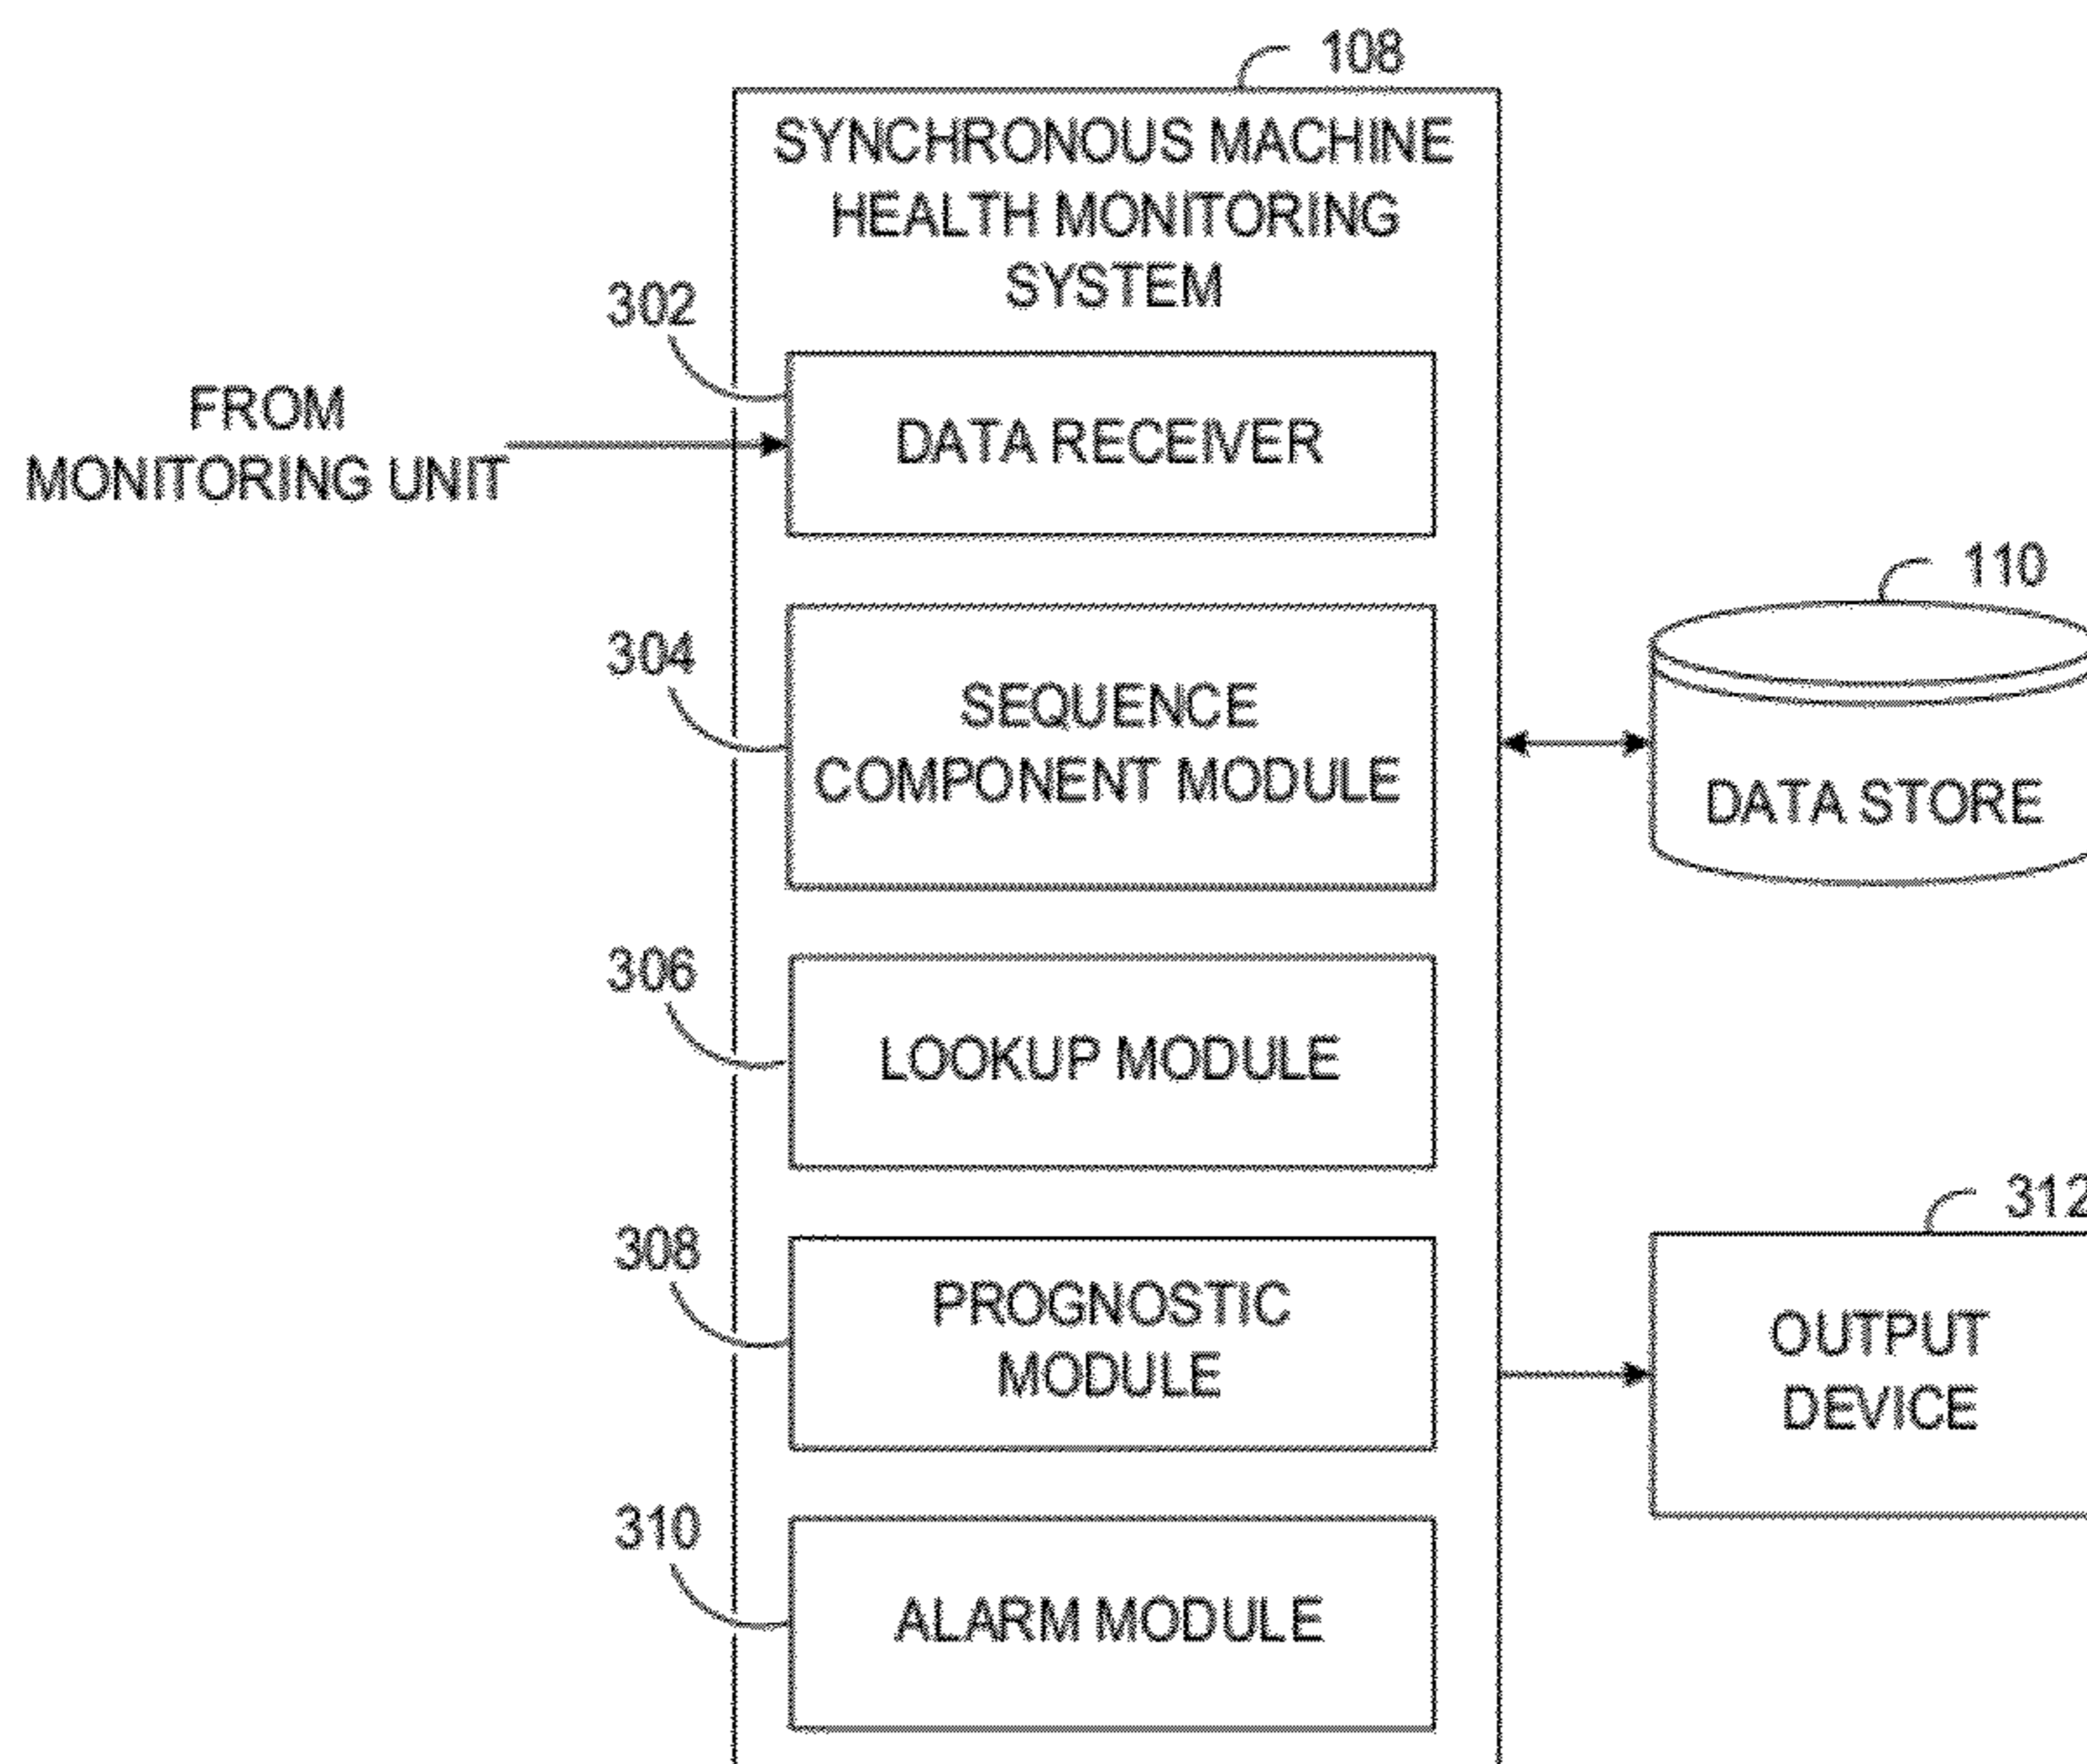 108
SYNCHRONOUS MACHINE
HEALTH MONITORING
SYSTEM
302
FROM
MONITORING UNIT
DATA RECEIVER
110
304
SEQUENCE
COMPONENT MODULE
DATA STORE
306
LOOKUP MODULE
312
308
PROGNOSTIC
MODULE
OUTPUT
DEVICE
310
ALARM MODULE